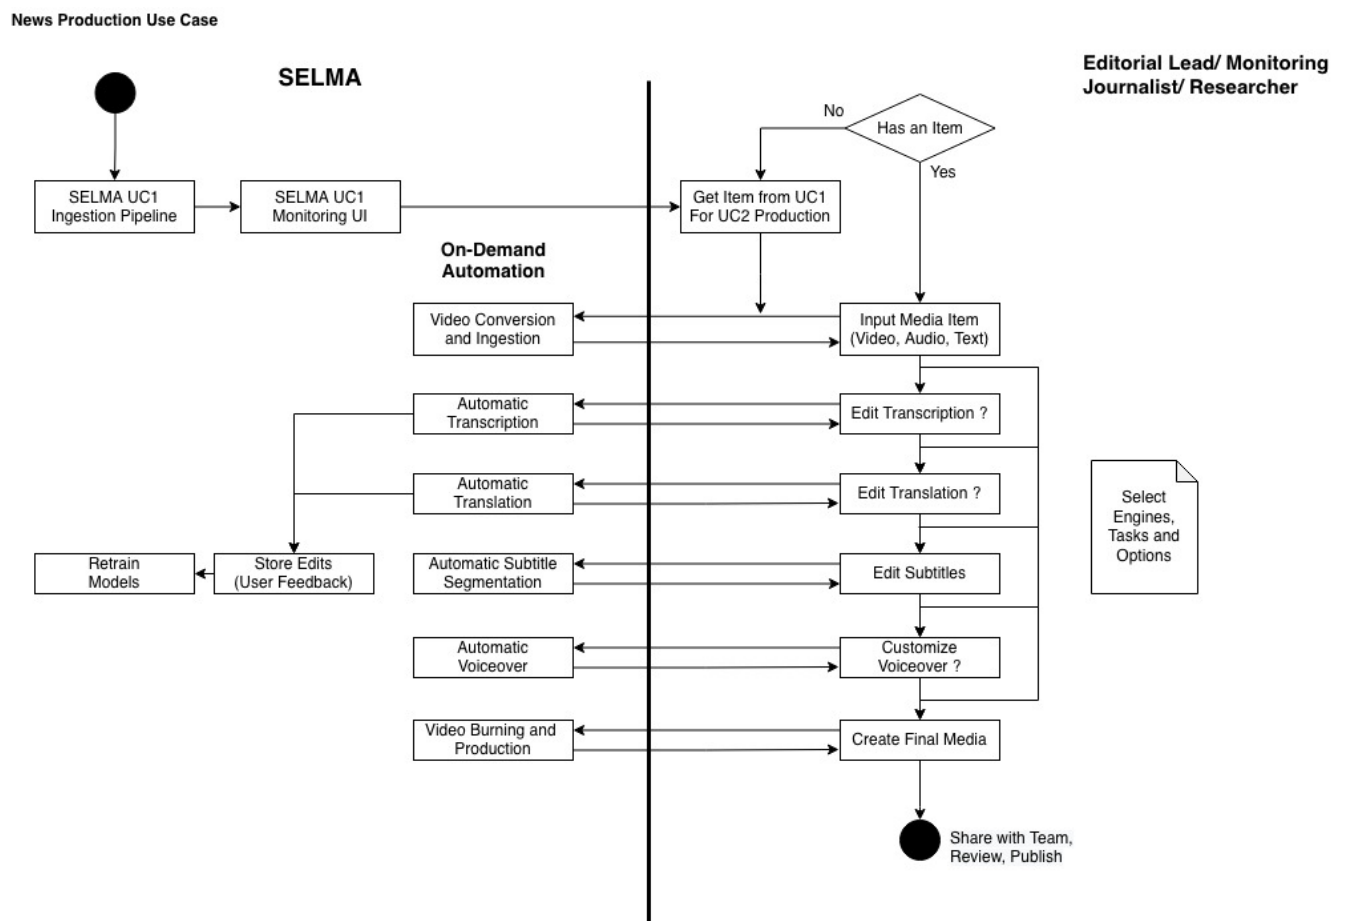 News Production Use Case
SELMA
Editorial Lead/ Monitoring
Journalist/ Researcher
No
Has an Item
Yes
SELMA UC1
Ingestion Pipeline
SELMA UC1
Monitoring UI
Get Item from UC1
For UC2 Production
On-Demand
Automation
Video Conversion
and Ingestion
Input Media Item
(Video, Audio, Text)
Automatic
Transcription
Edit Transcription ?
Automatic
Translation
Edit Translation ?
Select
Engines,
Tasks and
Options
Retrain
Models
Store Edits
(User Feedback)
Automatic Subtitle
Segmentation
Edit Subtitles
Automatic
Voiceover
Customize
Voiceover ?
Video Burning and
Production
Create Final Media
Share with Team,
Review, Publish